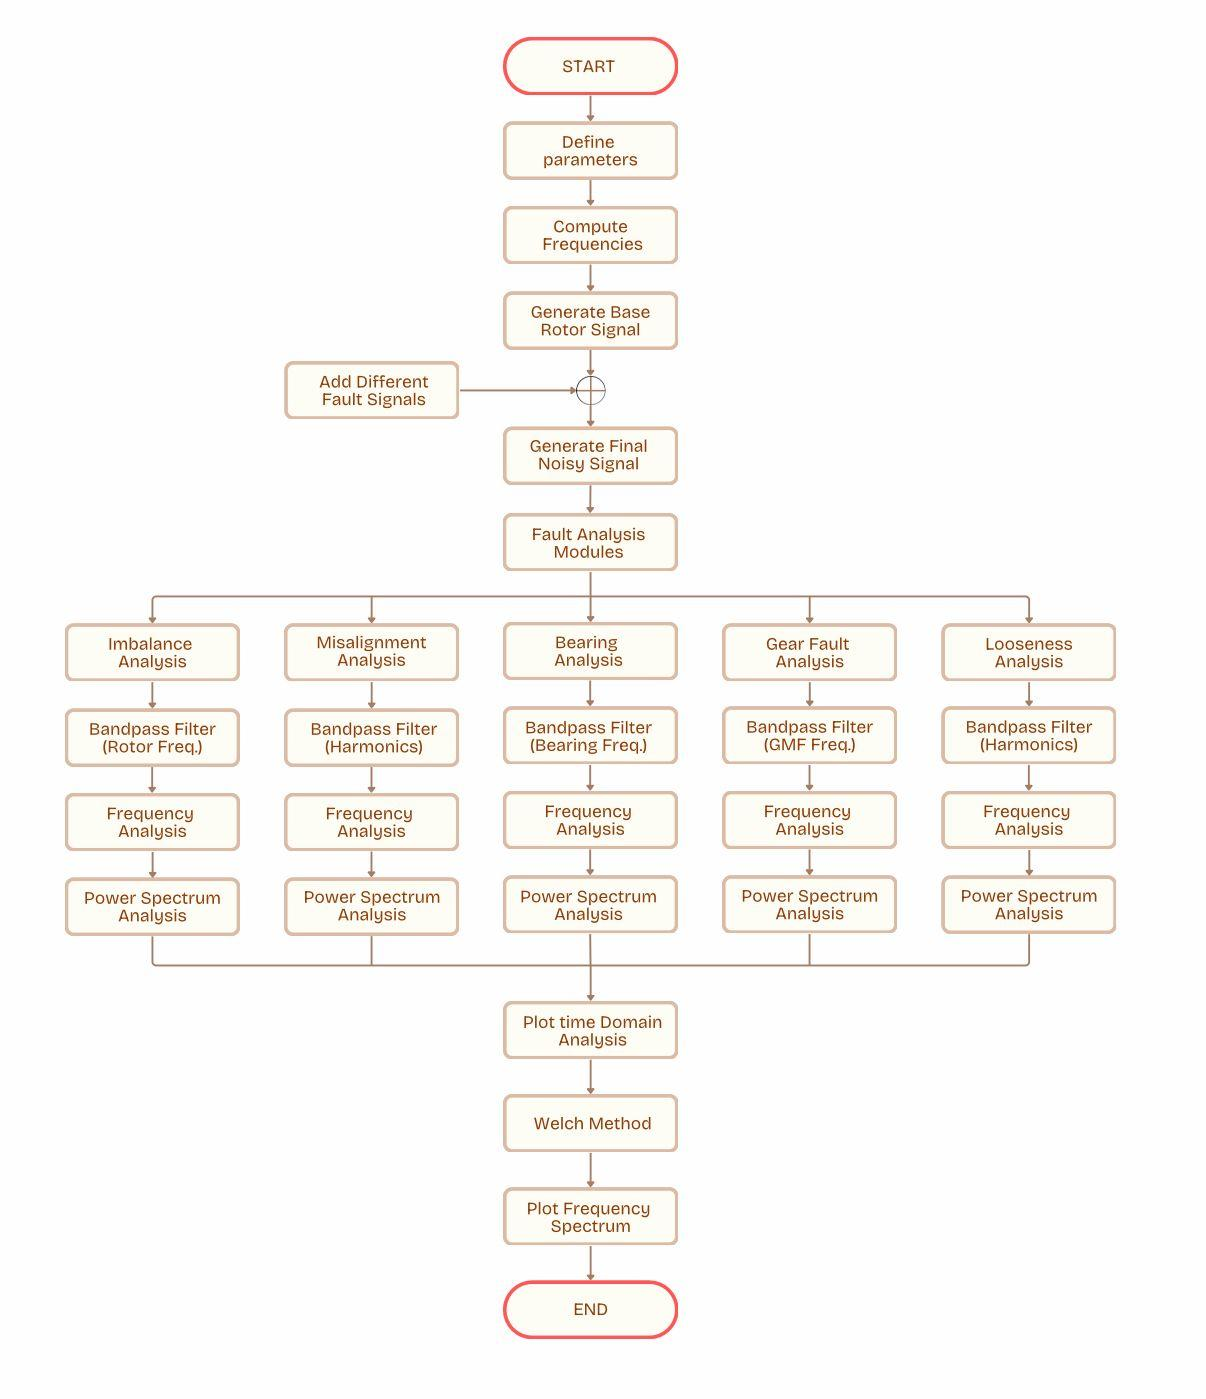 START
Define
parameters
Compute
Frequencies
Generate Base
Rotor Signal
Add Different
Fault Signals
Generate Final
Noisy Signal
Fault Analysis
Modules
Imbalance
Analysis
Misalignment
Analysis
Bearing
Analysis
Gear Fault
Analysis
Looseness
Analysis
Bandpass Filter
(Rotor Freq.)
Bandpass Filter
(Harmonics)
Bandpass Filter
(Bearing Freq.)
Bandpass Filter
(GMF Freq.)
Bandpass Filter
(Harmonics)
Frequency
Analysis
Frequency
Analysis
Frequency
Analysis
Frequency
Analysis
Frequency
Analysis
Power Spectrum
Analysis
Power Spectrum
Analysis
Power Spectrum
Analysis
Power Spectrum
Analysis
Power Spectrum
Analysis
Plot time Domain
Analysis
Welch Method
Plot Frequency
Spectrum
END